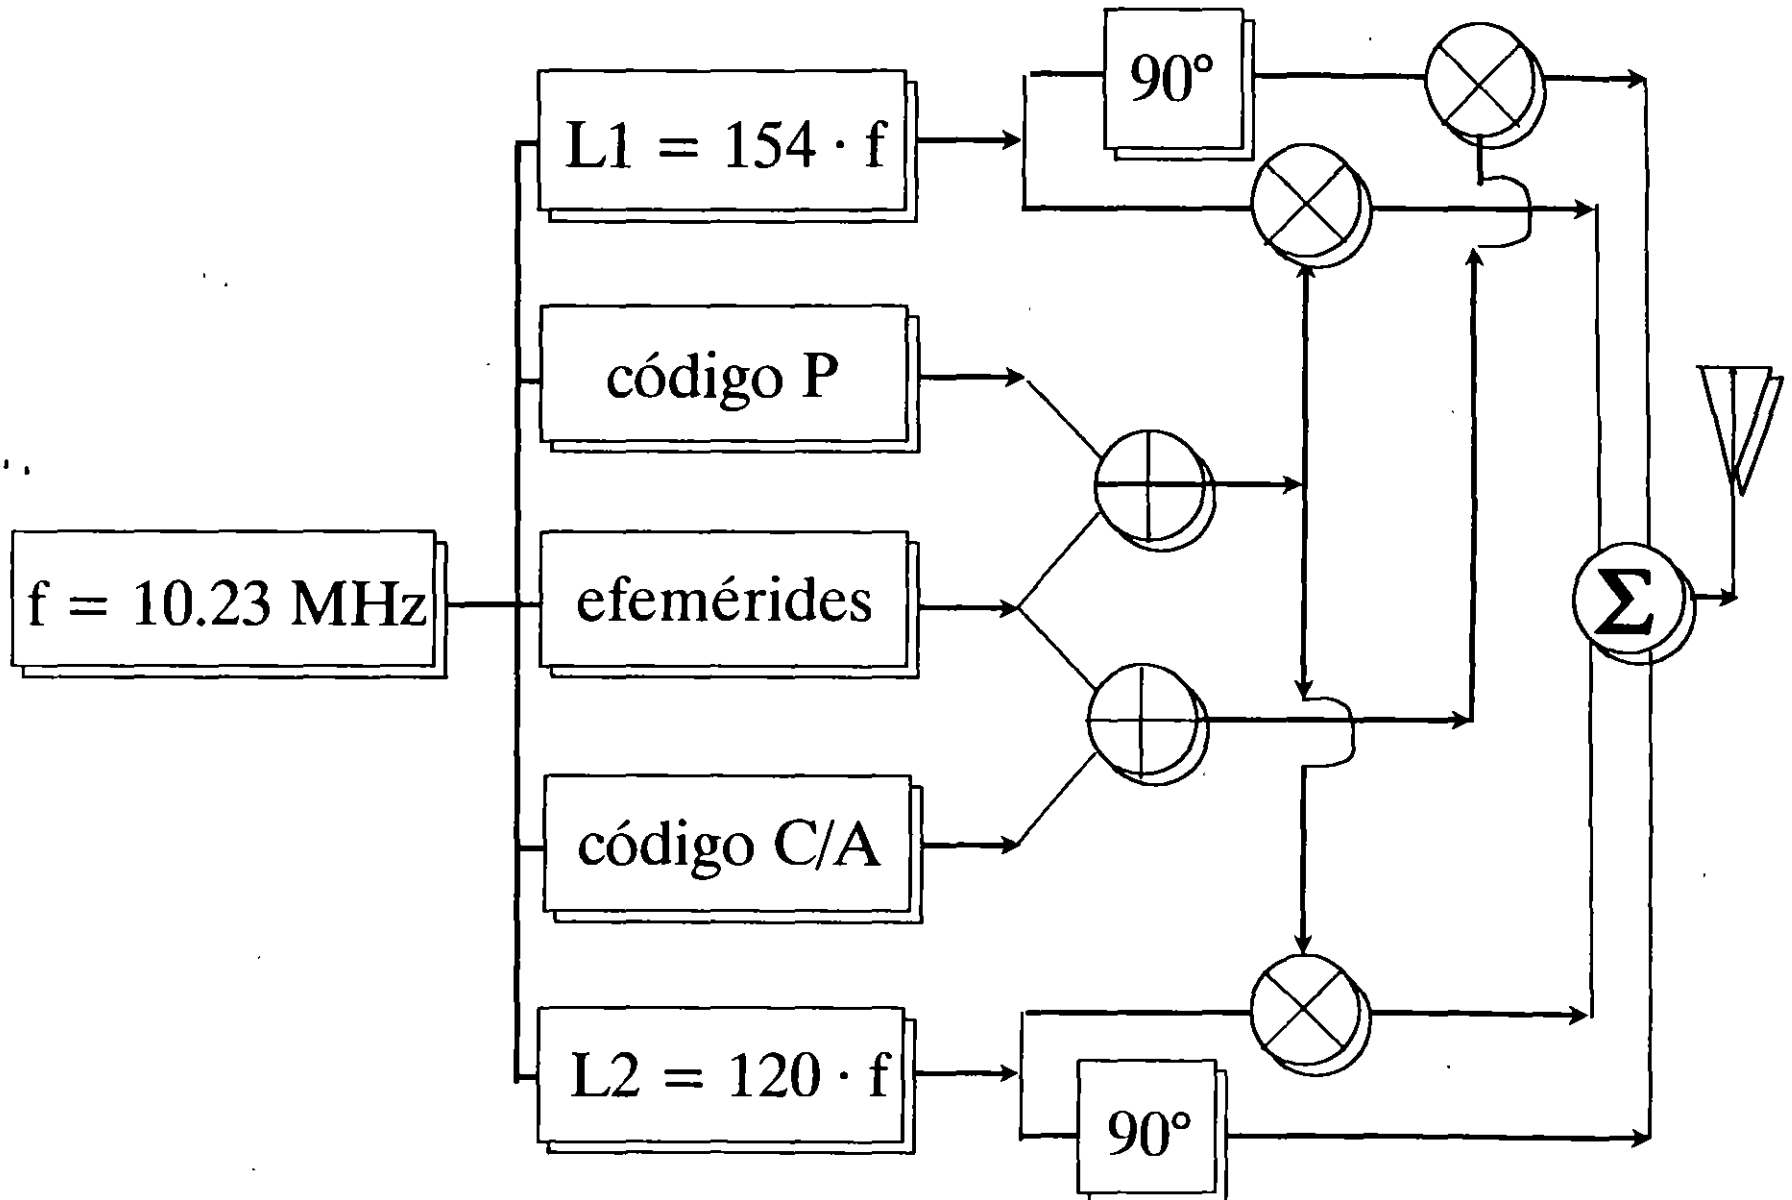 90°
L1 = 154 · f
código P
efemérides
f = 10.23 MHz
Σ
código C/A
L2 = 120 · f
90°